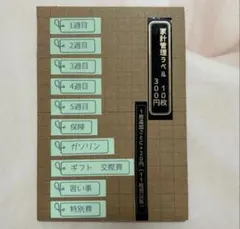 家計管理ラベル 10枚
300円
1週目
2週目
3週目
4週目
5週目
保険
ガソリン
ギフト 交際費
習い事
特別費